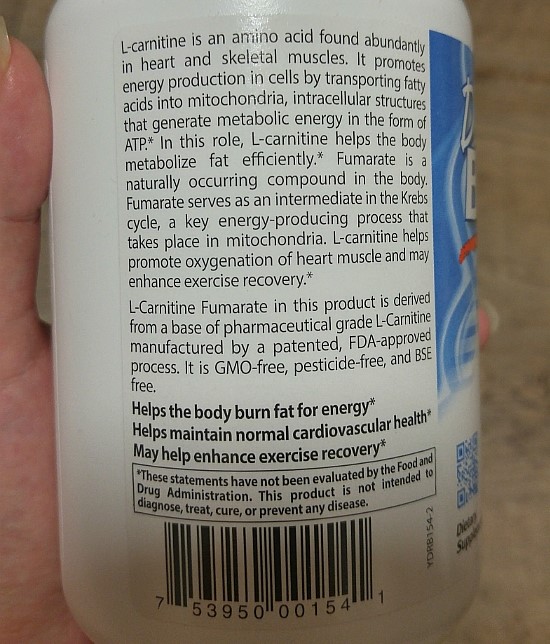 L-carnitine is an amino acid found abundantly
in heart and skeletal muscles. It promotes
energy production in cells by transporting fatty
acids into mitochondria, intracellular structures
that generate metabolic energy in the form of
ATP.* In this role, L-carnitine helps the body
metabolize fat efficiently.* Fumarate is a
naturally occurring compound in the body.
Fumarate serves as an intermediate in the Krebs
cycle, a key energy-producing process that
takes place in mitochondria. L-carnitine helps
promote oxygenation of heart muscle and may
enhance exercise recovery.*
L-Carnitine Fumarate in this product is derived
from a base of pharmaceutical grade L-Carnitine
manufactured by a patented, FDA-approved
process. It is GMO-free, pesticide-free, and BSE
free.
Helps the body burn fat for energy*
Helps maintain normal cardiovascular health*
May help enhance exercise recovery*
*These statements have not been evaluated by the Food and
Drug Administration. This product is not intended to
diagnose, treat, cure, or prevent any disease.
7 53950 00154 1
YDRB154-2